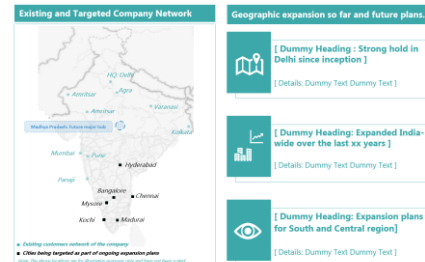 Existing and Targeted Company Network
HQ: Delhi
Agra
Amritsar
Amritsar
Varanasi
Madhya Pradesh: future major hub
Kolkata
Mumbai
Pune
Hyderabad
Panaji
Bangalore
Chennai
Mysore
Kochi
Madurai
Existing customers network of the company
Cities being targeted as part of ongoing expansion plans
Geographic expansion so far and future plans.
[ Dummy Heading : Strong hold in
Delhi since inception ]
[ Details: Dummy Text Dummy Text ]
[ Dummy Heading: Expanded India-
wide over the last xx years ]
[ Details: Dummy Text Dummy Text ]
[ Dummy Heading: Expansion plans
for South and Central region]
[ Details: Dummy Text Dummy Text ]